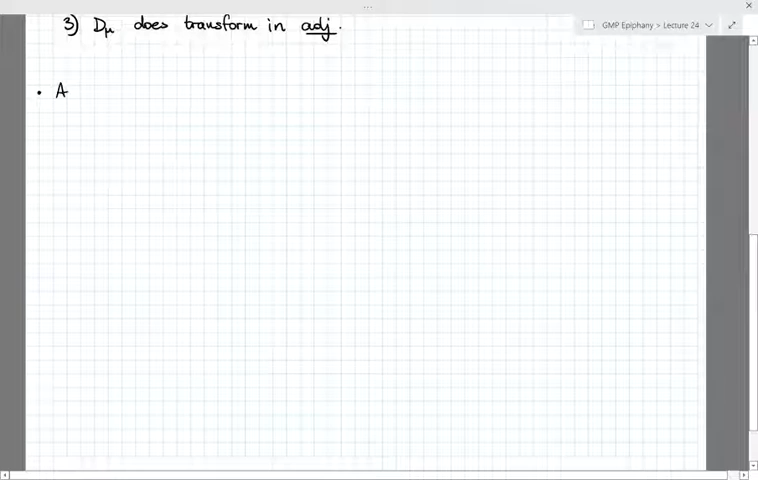 3) Dμ does transform in adj.
GMP Epiphany > Lecture 24
• A